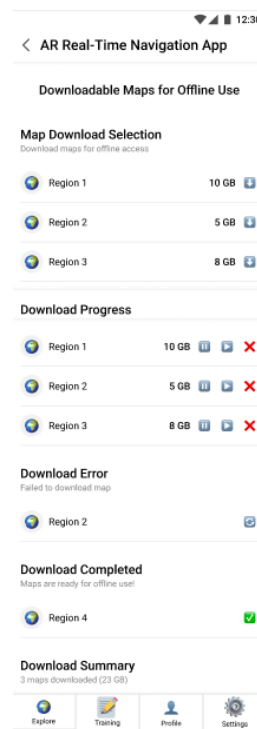 12:30
AR Real-Time Navigation App
Downloadable Maps for Offline Use
Map Download Selection
Download maps for offline access
Region 1 10 GB
Region 2 5 GB
Region 3 8 GB
Download Progress
Region 1 10 GB
Region 2 5 GB
Region 3 8 GB
Download Error
Failed to download map
Region 2
Download Completed
Maps are ready for offline use!
Region 4
Download Summary
3 maps downloaded (23 GB)
Explore Training Profile Settings